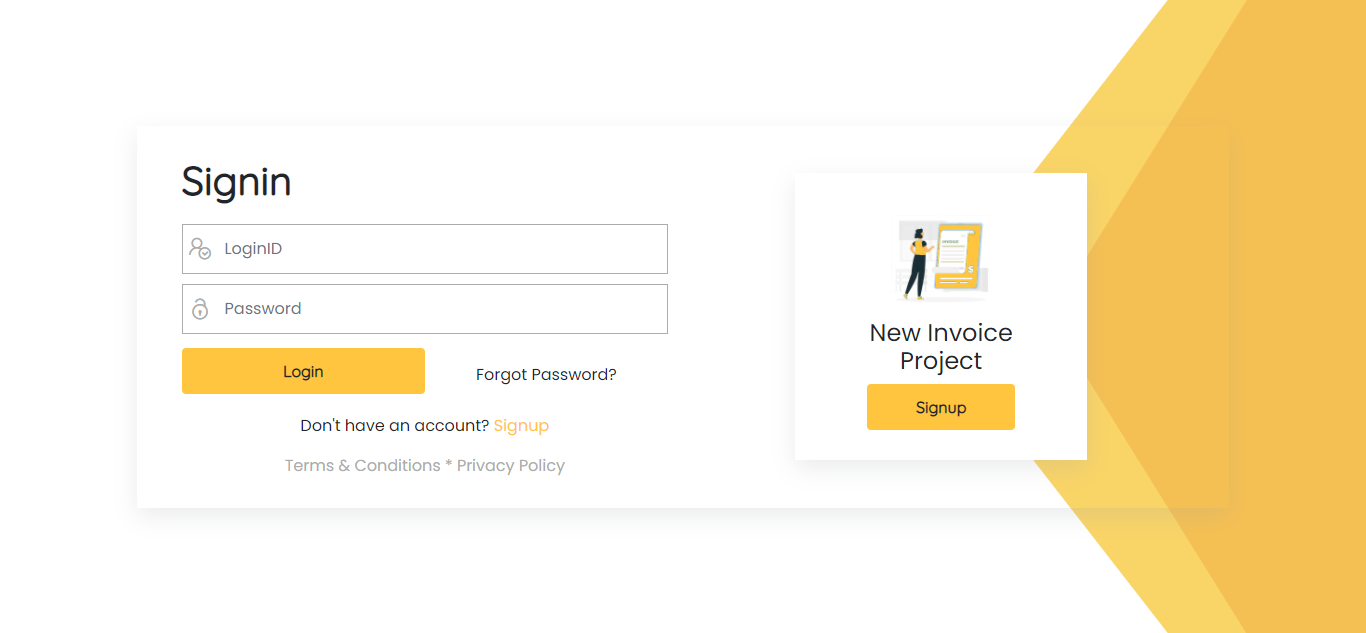 Signin
LoginID
Password
Login
Forgot Password?
Don't have an account? Signup
Terms & Conditions * Privacy Policy
INVOICE
$
New Invoice
Project
Signup